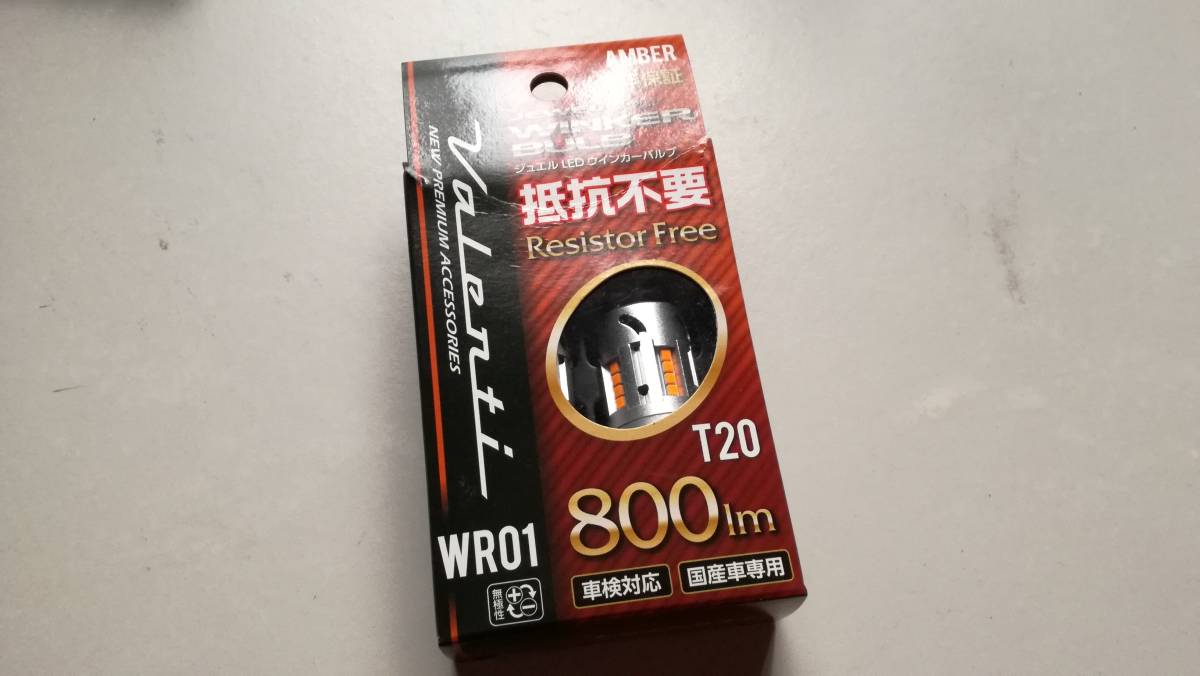 AMBER
保証
WINKER
BULB
ジュエル LED ウインカーバルブ
抵抗不要
Resistor Free
Valenti
NEW PREMIUM ACCESSORIES
T20
800lm
WR01
無極性
車検対応
国産車専用